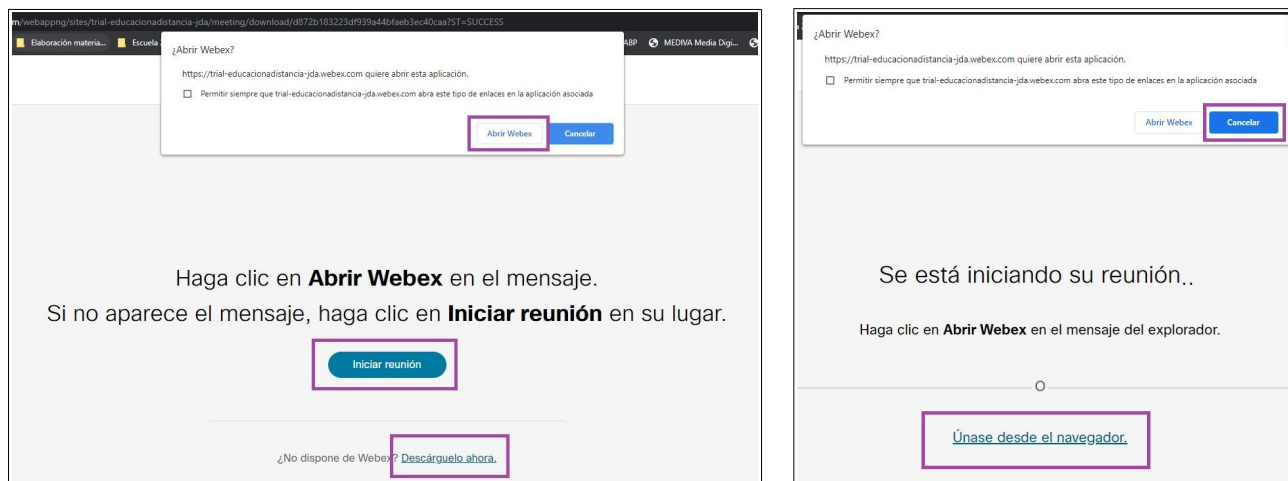 m/webappng/sites/trial-educacionadistancia-jda/meeting/download/d872b183223df939a44bfaeb3ec40caa?ST=SUCCESS
Elaboración materia... Escuela ABP MEDIVA Media Digi...
¿Abrir Webex?
https://trial-educacionadistancia-jda.webex.com quiere abrir esta aplicación.
Permitir siempre que trial-educacionadistancia-jda.webex.com abra este tipo de enlaces en la aplicación asociada
Abrir Webex Cancelar
Haga clic en Abrir Webex en el mensaje.
Si no aparece el mensaje, haga clic en Iniciar reunión en su lugar.
Iniciar reunión
¿No dispone de Webex? Descárguelo ahora.
¿Abrir Webex?
https://trial-educacionadistancia-jda.webex.com quiere abrir esta aplicación.
Permitir siempre que trial-educacionadistancia-jda.webex.com abra este tipo de enlaces en la aplicación asociada
Abrir Webex Cancelar
Se está iniciando su reunión..
Haga clic en Abrir Webex en el mensaje del explorador.
O
Únase desde el navegador.